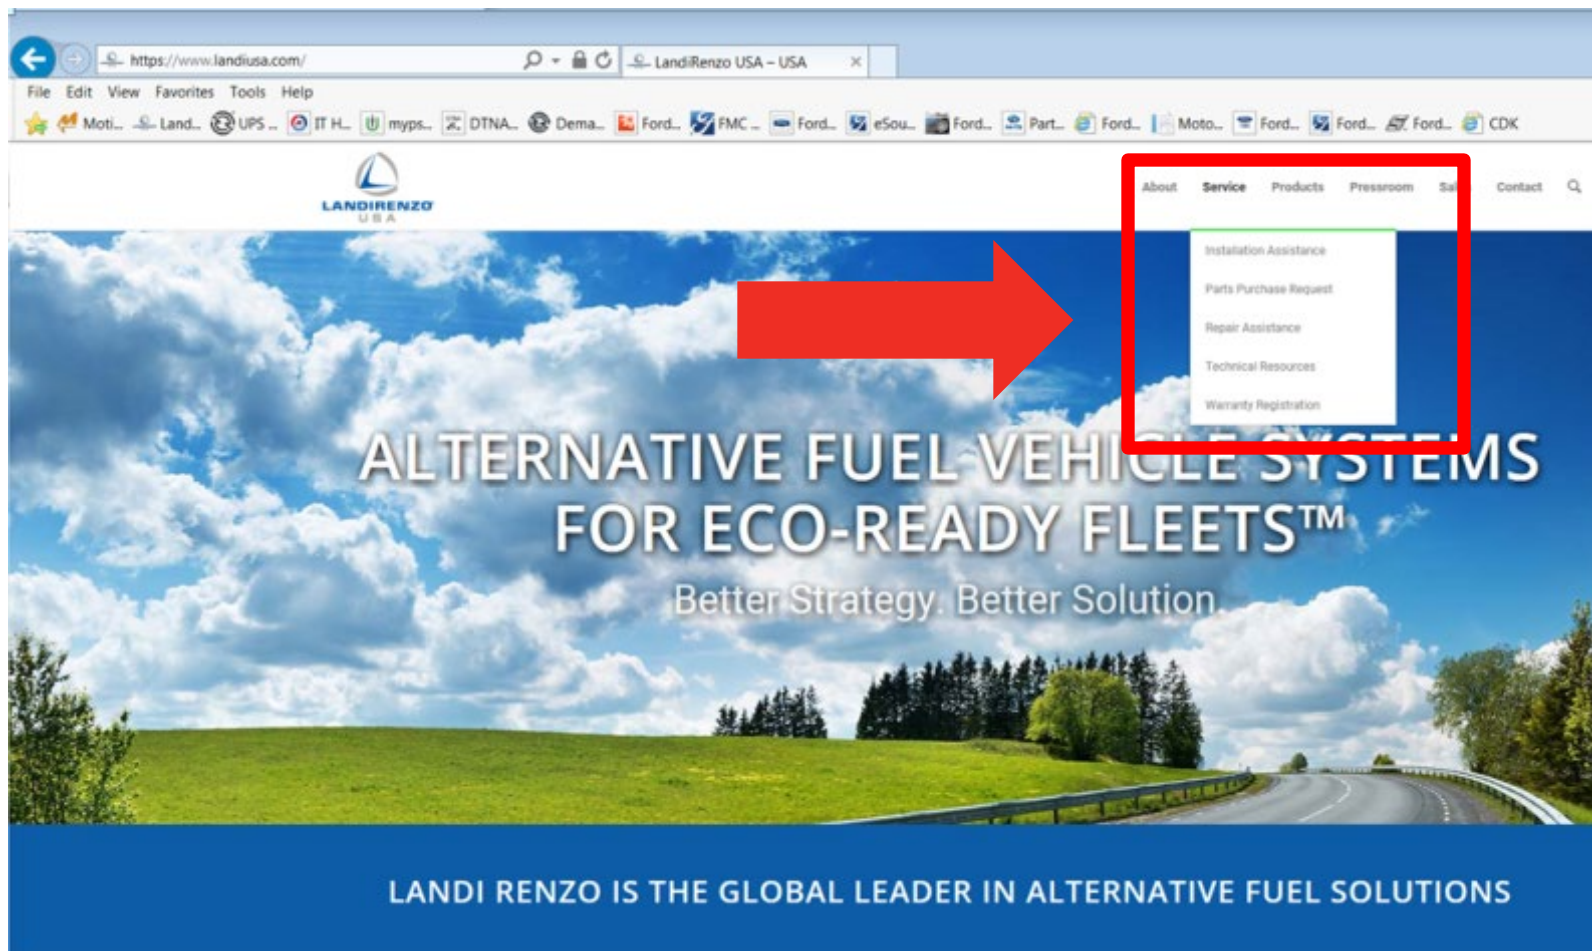 https://www.landiusa.com/
LandiRenzo USA – USA
File Edit View Favorites Tools Help
Moti... Land... UPS ... IT H... myps... DTNA... Dema... Ford... FMC ... Ford... eSou... Ford... Part... Ford... Moto... Ford... Ford... Ford... CDK
LANDIRENZO
USA
About Service Products Pressroom Contact
Installation Assistance
Parts Purchase Request
Repair Assistance
Technical Resources
Warranty Registration
ALTERNATIVE FUEL VEHICLE SYSTEMS
FOR ECO-READY FLEETS™
Better Strategy. Better Solution.
LANDI RENZO IS THE GLOBAL LEADER IN ALTERNATIVE FUEL SOLUTIONS